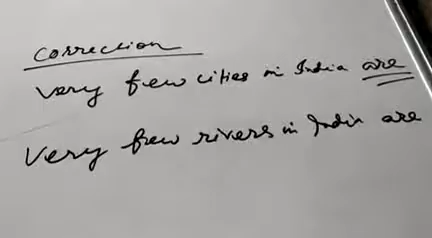 Correction
Very few cities in India are
Very few rivers in India are